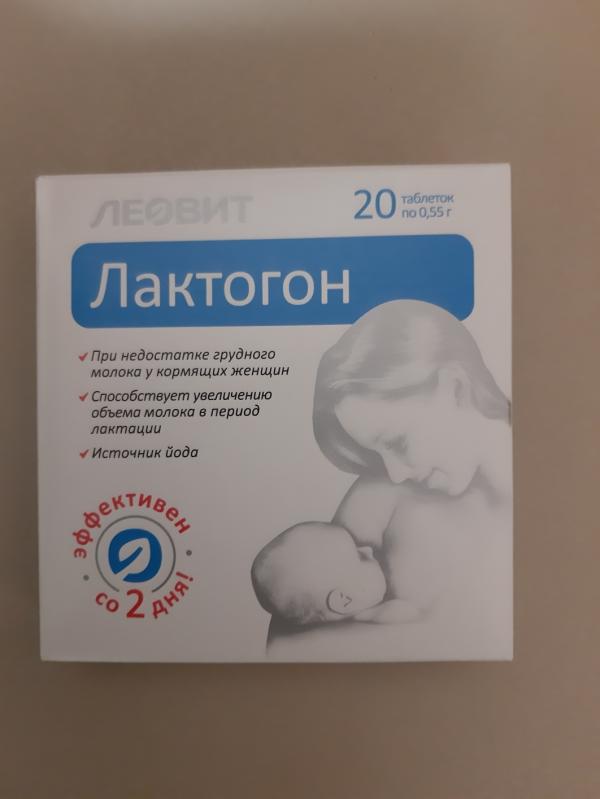 ЛЕОВИТ
20 таблеток
по 0,55 г
Лактогон
При недостатке грудного
молока у кормящих женщин
Способствует увеличению
объема молока в период
лактации
Источник йода
эффективен
со 2 дня!